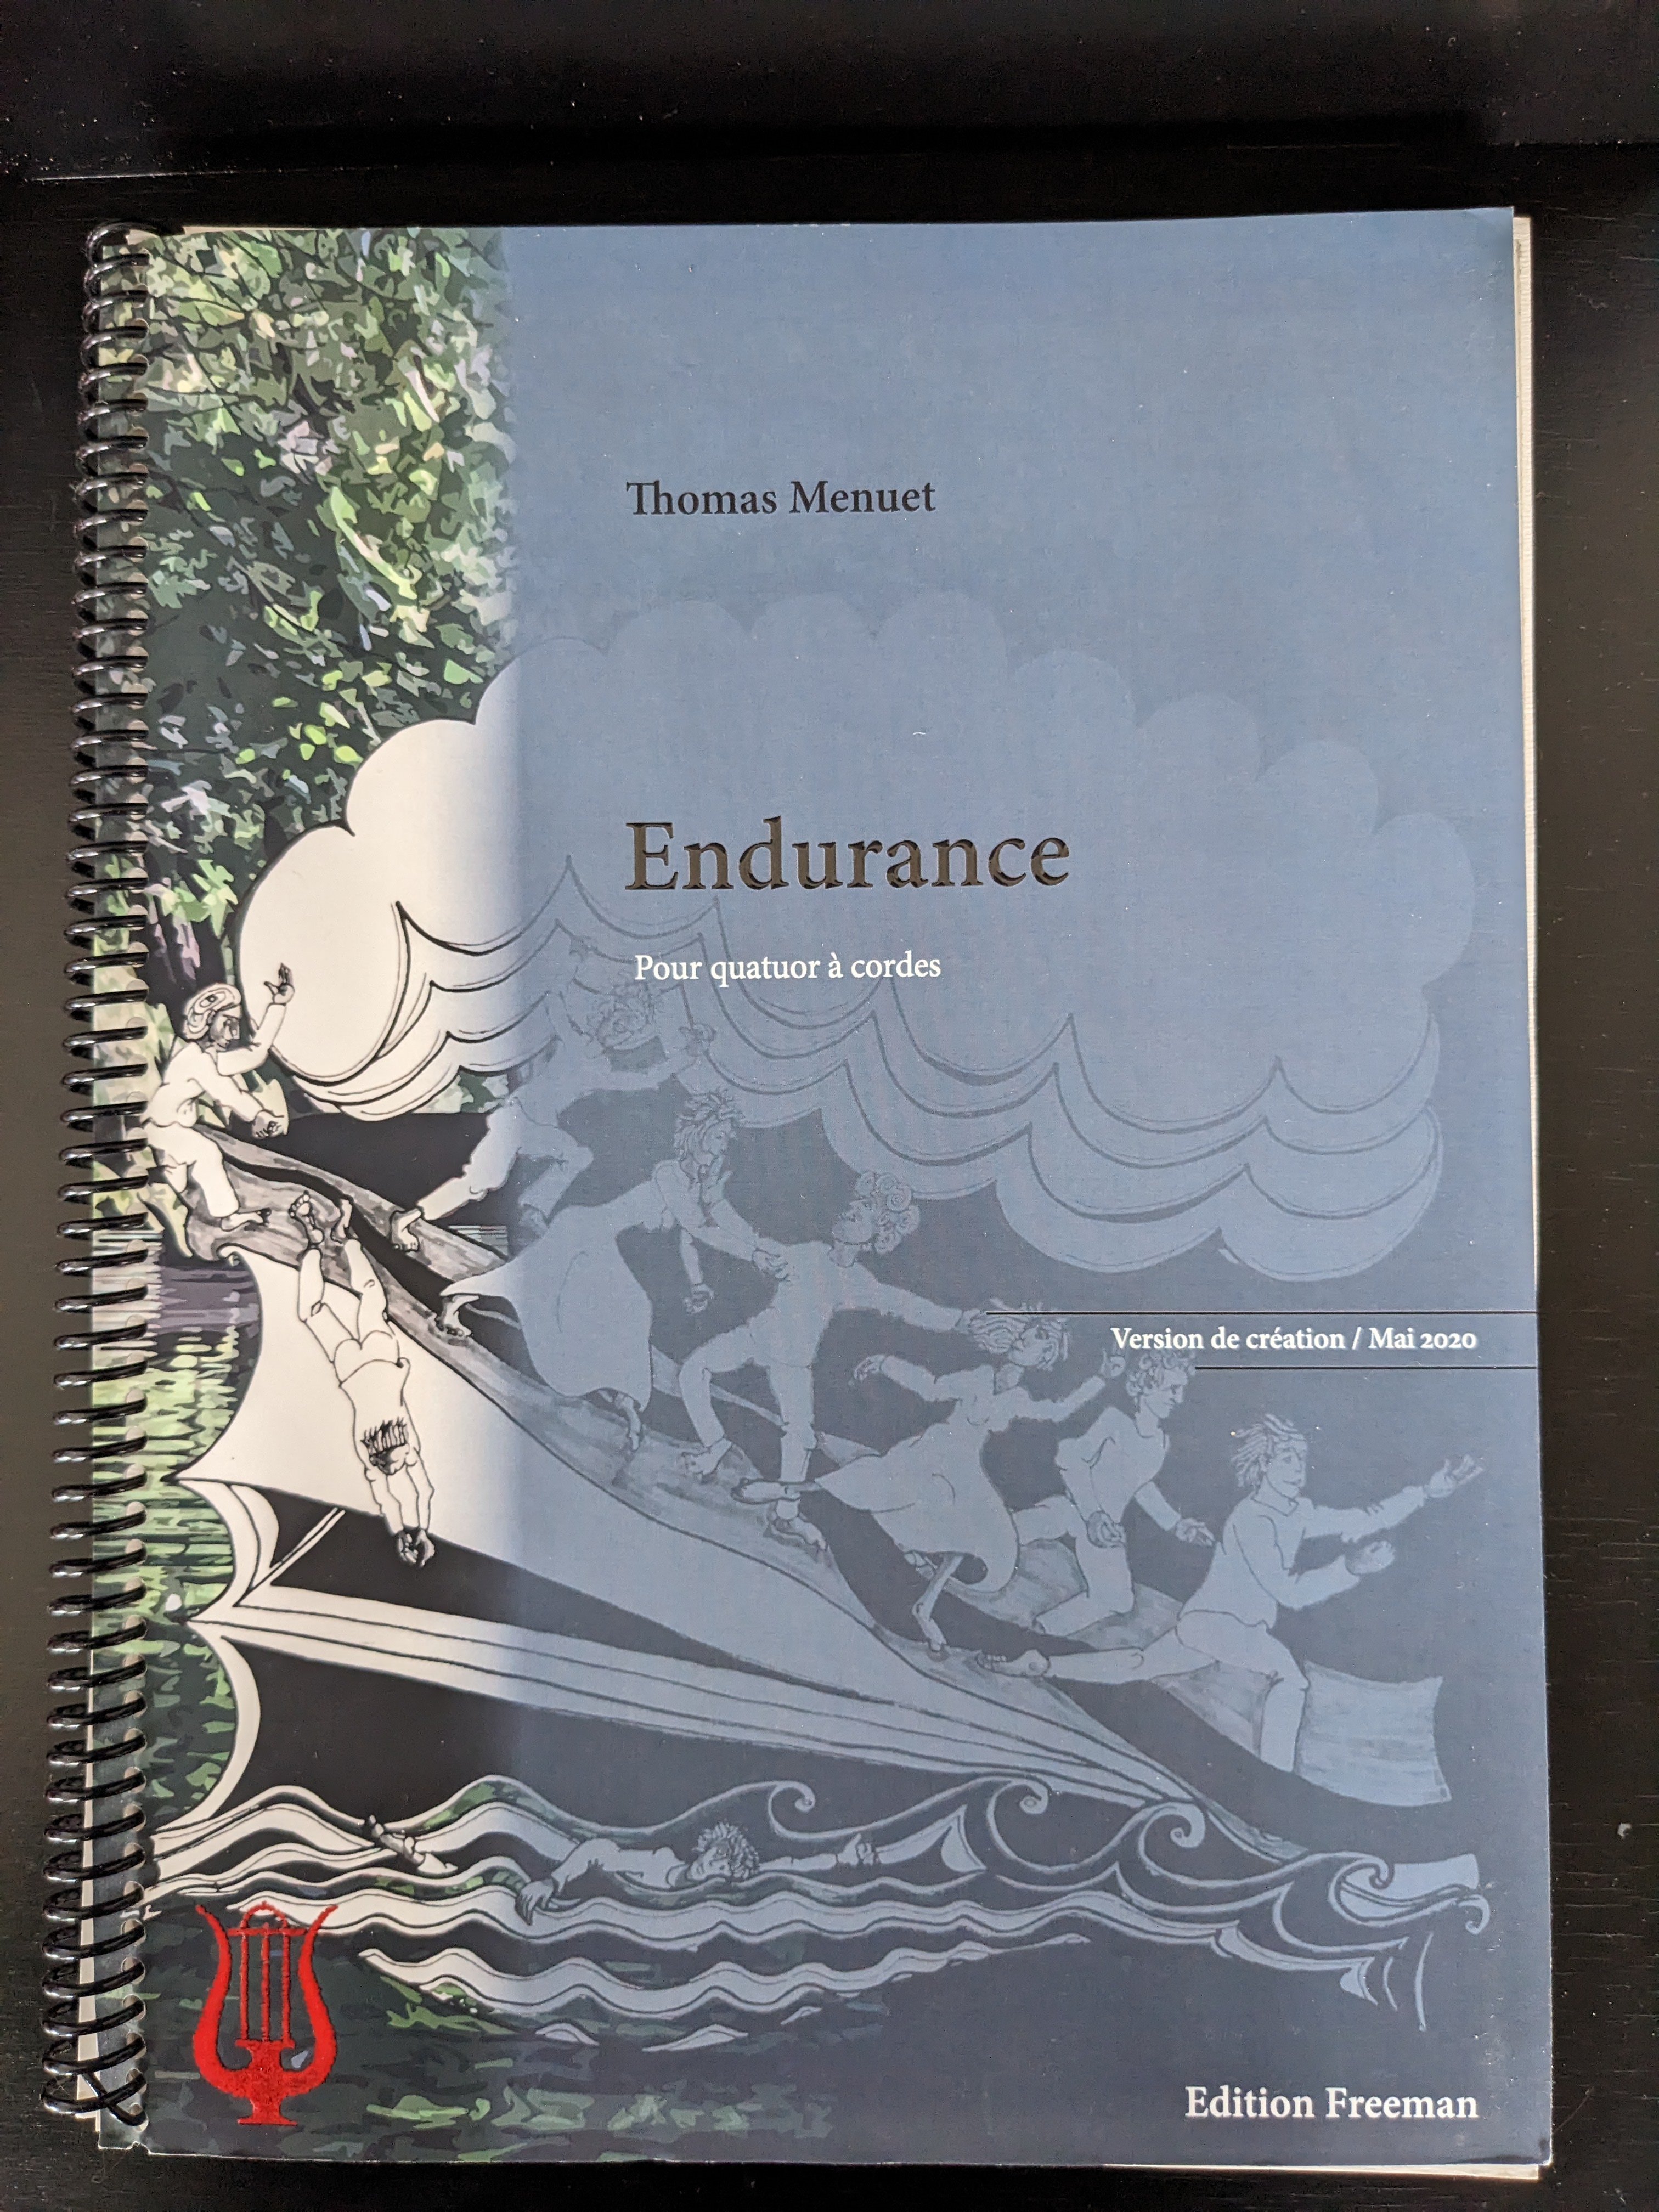 Thomas Menuet
Endurance
Pour quatuor à cordes
Version de création / Mai 2020
Edition Freeman